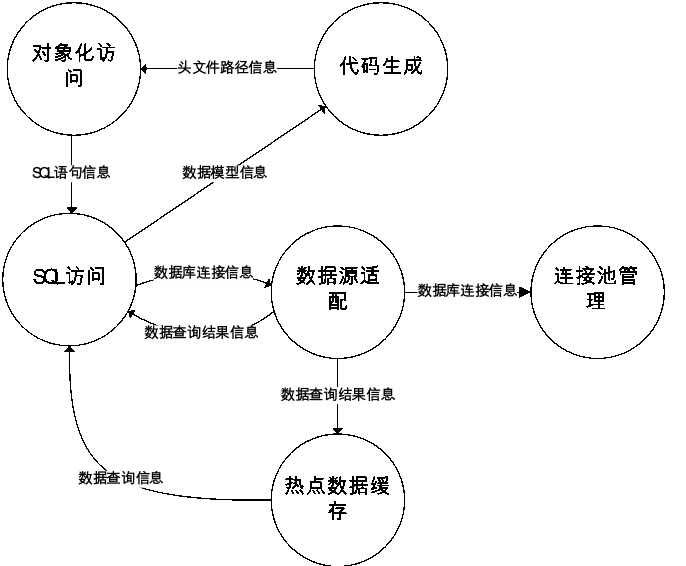 对象化访
问
头文件路径信息
代码生成
SQL语句信息
数据模型信息
SQL访问
数据库连接信息
数据查询结果信息
数据源适
配
数据库连接信息
连接池管
理
数据查询结果信息
数据查询信息
热点数据缓
存